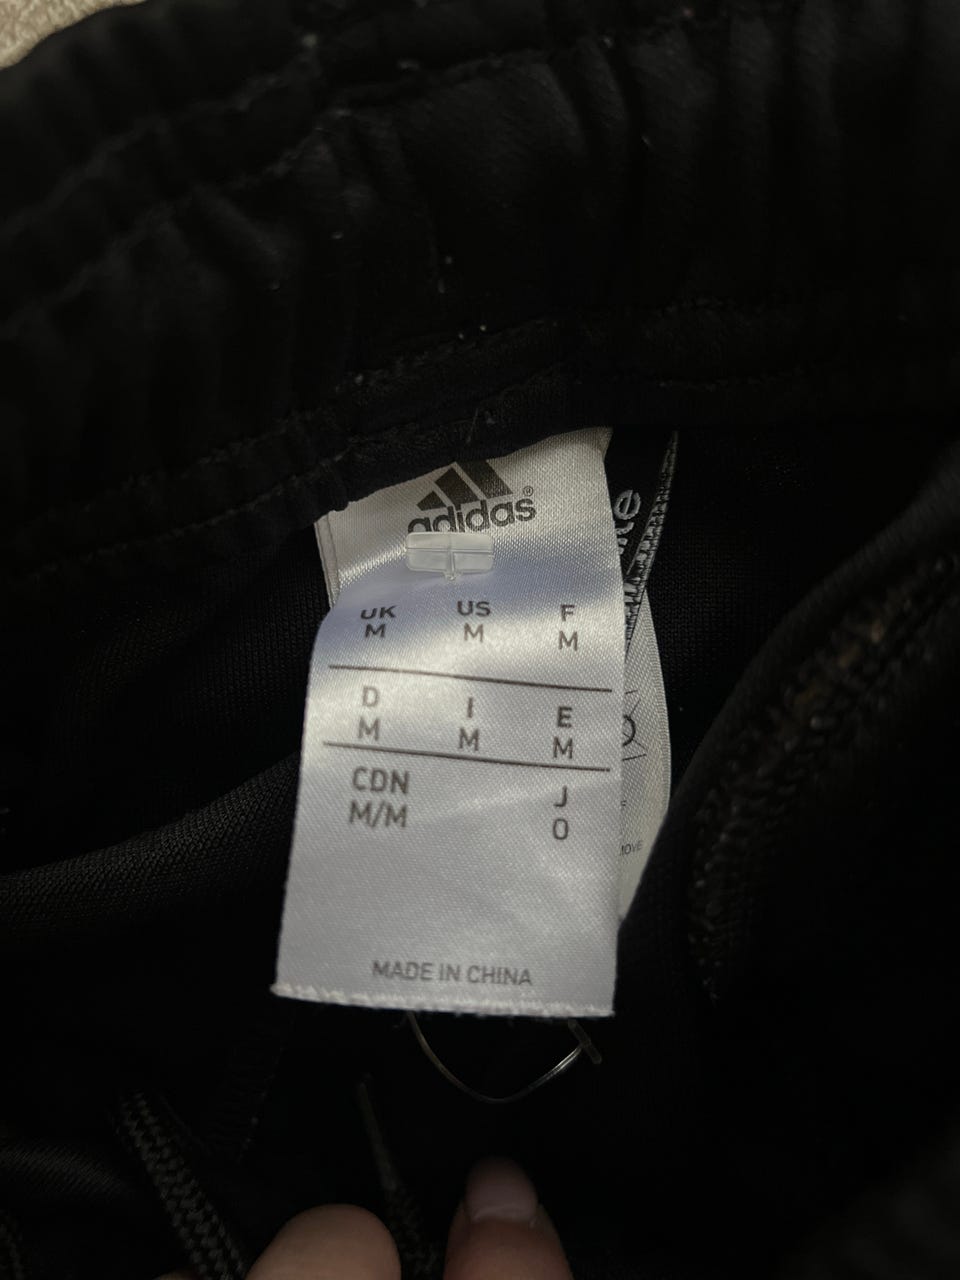 adidas®
UK US F
M M M
D I E
M M M
CDN J
M/M O
MADE IN CHINA